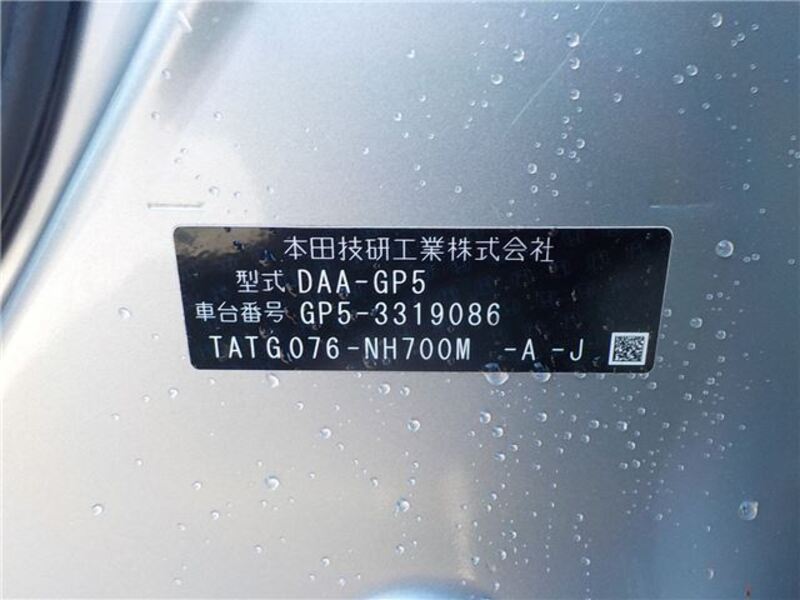 本田技研工業株式会社
型式 DAA-GP5
車台番号 GP5-3319086
TATG076-NH700M -A -J